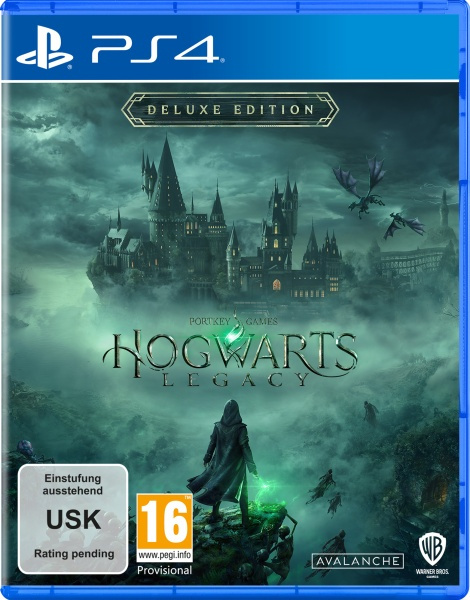 PS4
DELUXE EDITION
PORTKEY GAMES
HOGWARTS
LEGACY
Einstufung
ausstehend
USK
Rating pending
16
www.pegi.info
Provisional
AVALANCHE
WB
WARNER BROS.
GAMES